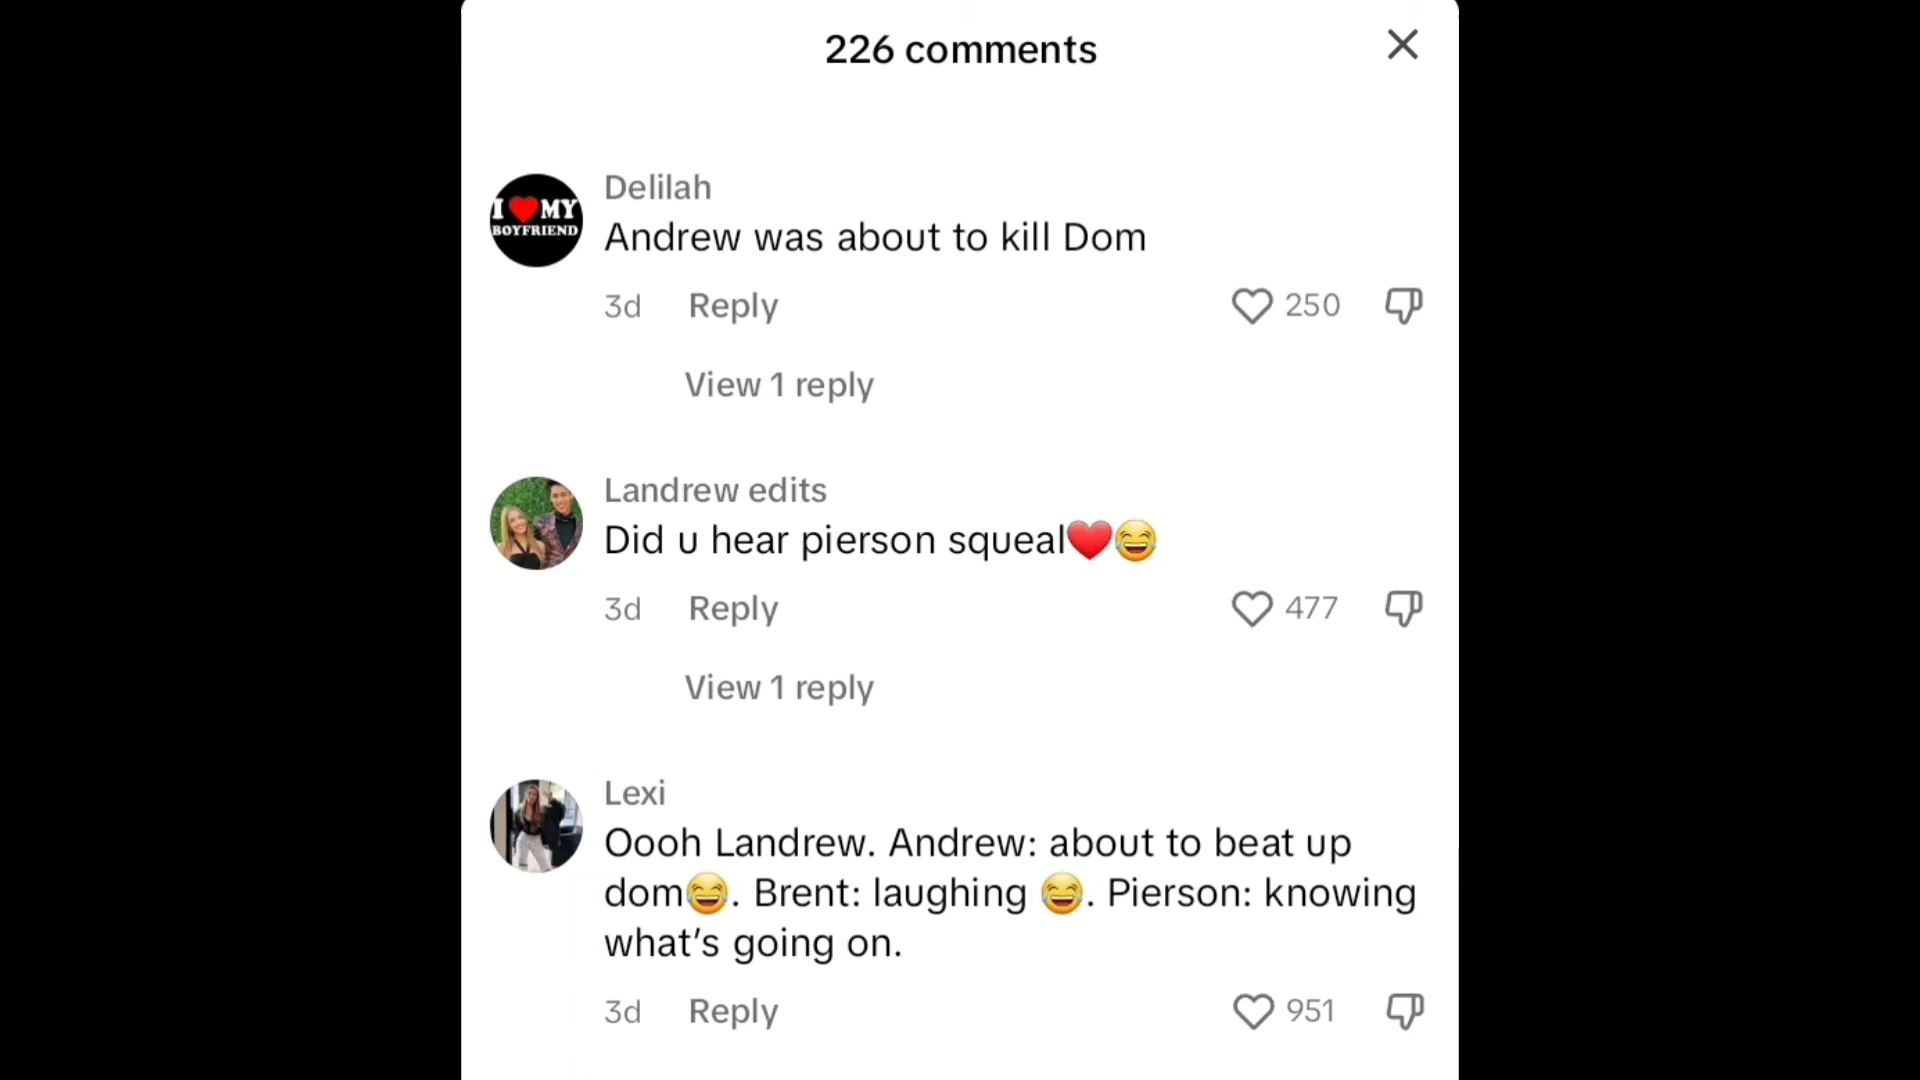 226 comments
I ❤️ MY
BOYFRIEND
Delilah
Andrew was about to kill Dom
3d Reply 250
View 1 reply
Landrew edits
Did u hear pierson squeal❤️😂
3d Reply 477
View 1 reply
Lexi
Oooh Landrew. Andrew: about to beat up
dom😂. Brent: laughing 😂. Pierson: knowing
what's going on.
3d Reply 951